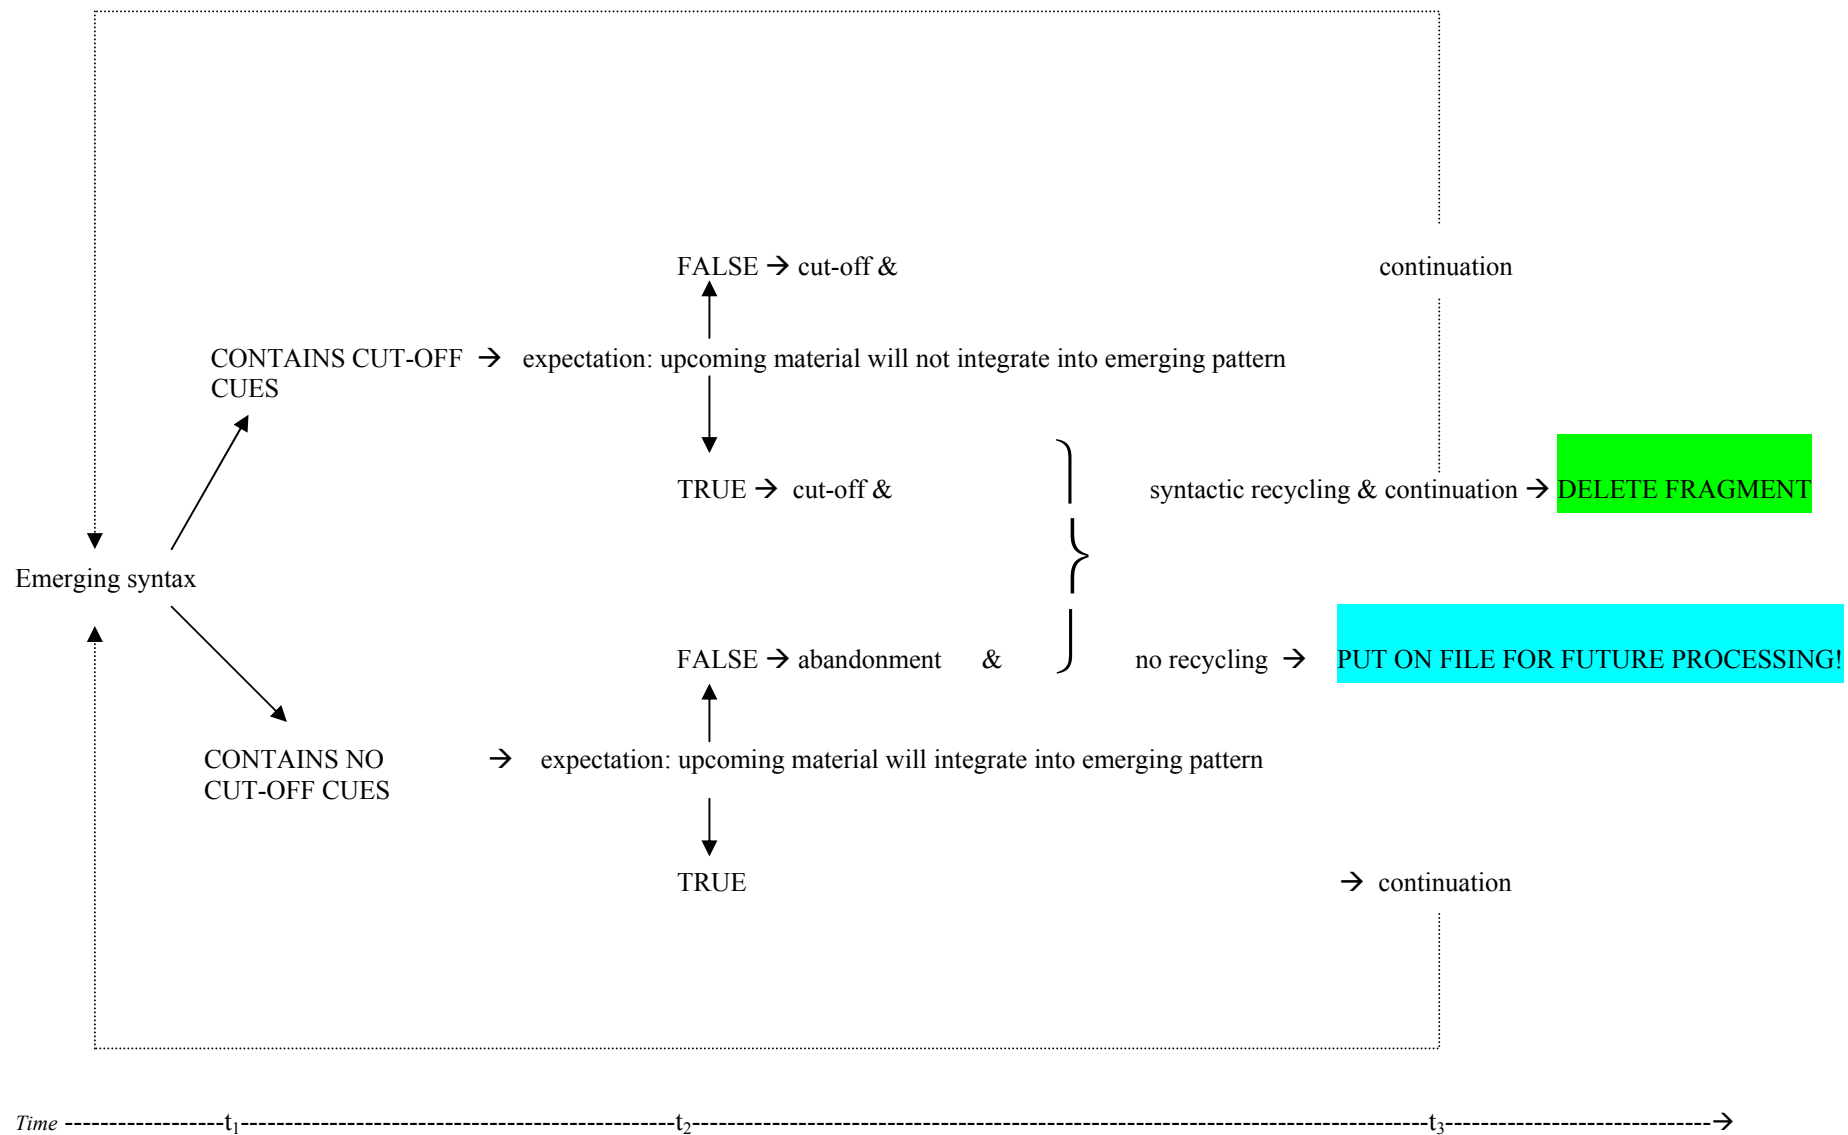 FALSE → cut-off & continuation
CONTAINS CUT-OFF → expectation: upcoming material will not integrate into emerging pattern
CUES
TRUE → cut-off & syntactic recycling & continuation → DELETE FRAGMENT
Emerging syntax
FALSE → abandonment & no recycling → PUT ON FILE FOR FUTURE PROCESSING!
CONTAINS NO → expectation: upcoming material will integrate into emerging pattern
CUT-OFF CUES
TRUE → continuation
Time ------------------t₁-------------------------------------------------t₂-----------------------------------------------------------------------------------t₃------------------------------→